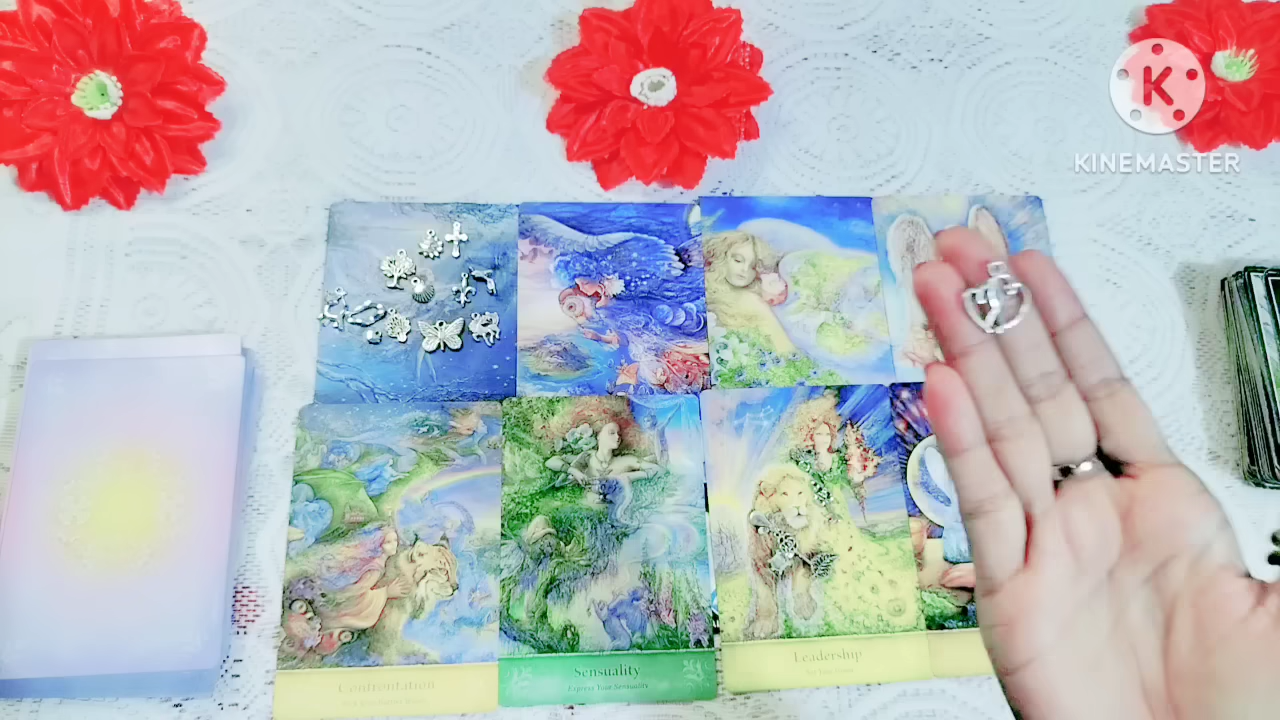 K
KINEMASTER
Confrontation
Sensuality
Express Your Sensuality
Leadership